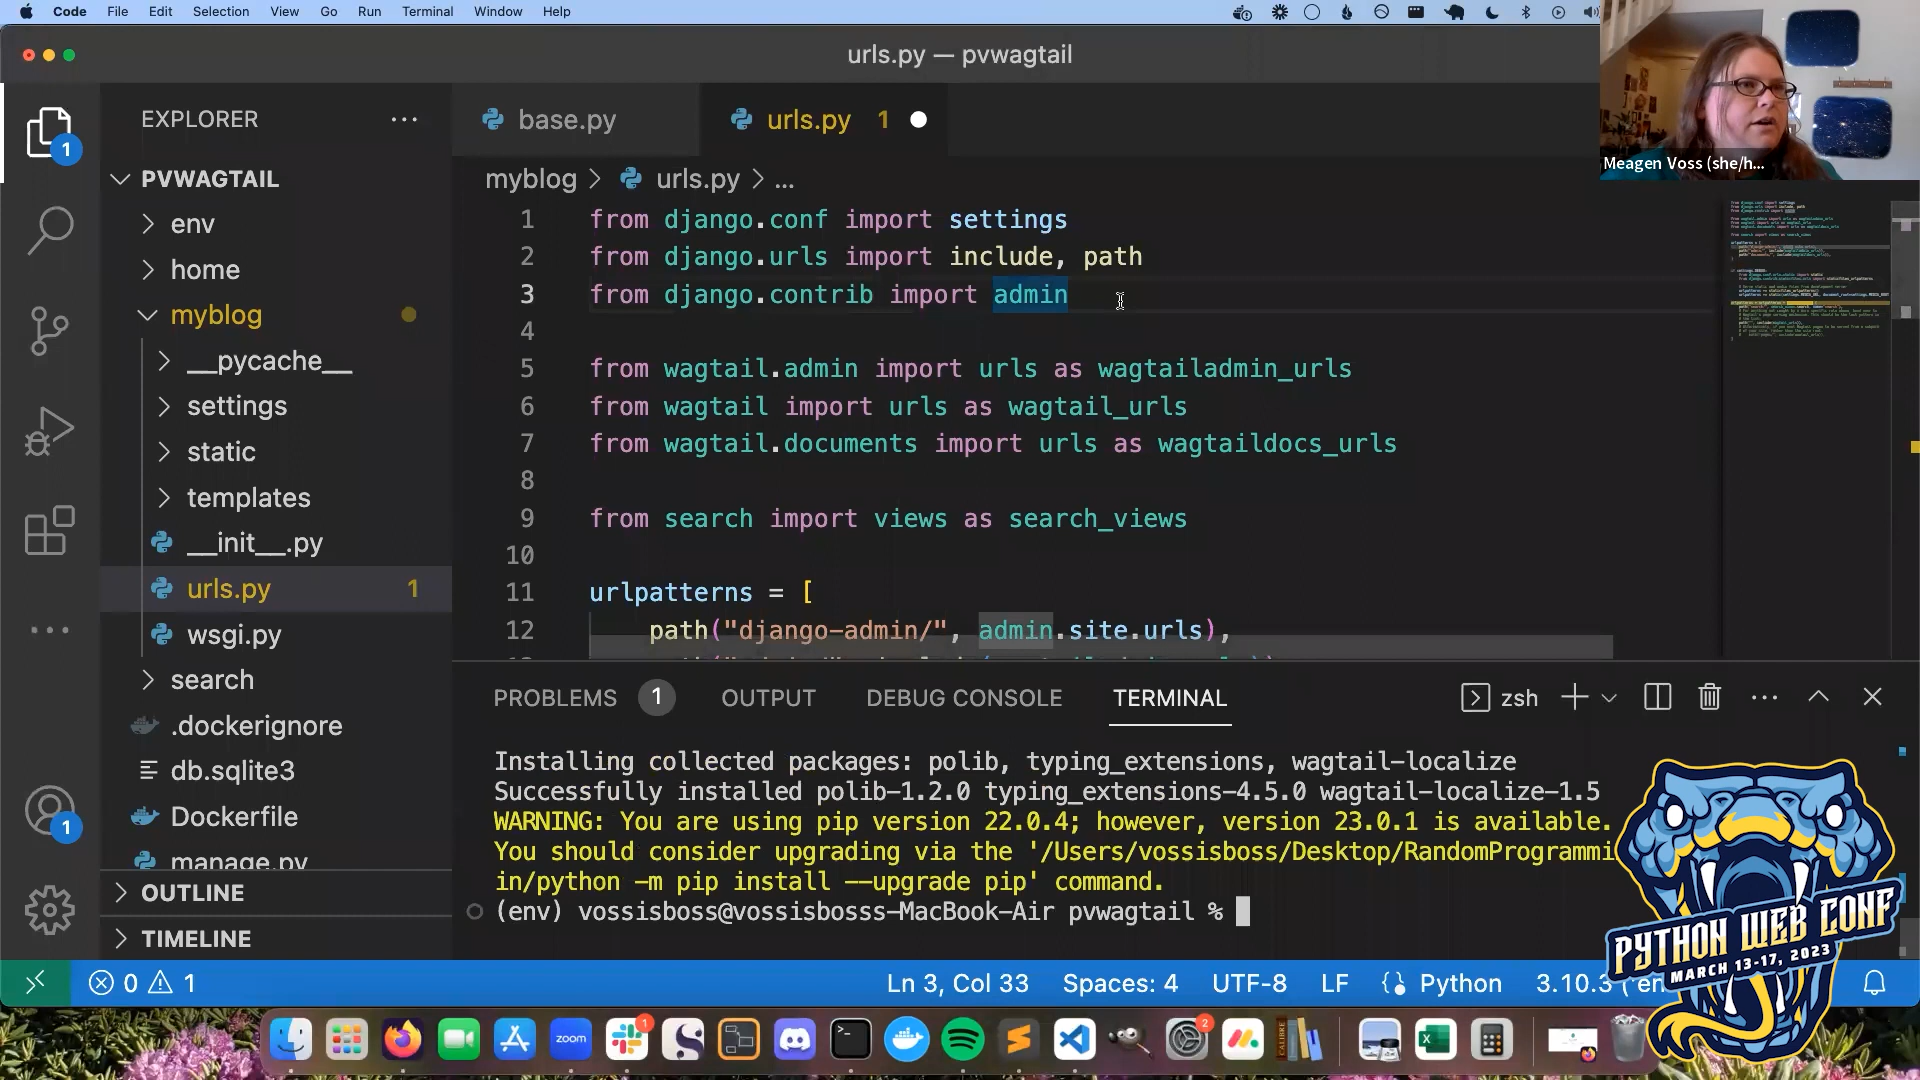 Code File Edit Selection View Go Run Terminal Window Help
urls.py — pvwagtail
Meagen Voss (she/h...
EXPLORER
base.py
urls.py 1
1
PVWAGTAIL
myblog > urls.py > ...
env
home
myblog
__pycache__
settings
static
templates
__init__.py
urls.py 1
wsgi.py
search
.dockerignore
db.sqlite3
Dockerfile
manage.py
OUTLINE
TIMELINE
1
1 from django.conf import settings
2 from django.urls import include, path
3 from django.contrib import admin
4
5 from wagtail.admin import urls as wagtailadmin_urls
6 from wagtail import urls as wagtail_urls
7 from wagtail.documents import urls as wagtaildocs_urls
8
9 from search import views as search_views
10
11 urlpatterns = [
12 path("django-admin/", admin.site.urls),
PROBLEMS 1 OUTPUT DEBUG CONSOLE TERMINAL zsh
Installing collected packages: polib, typing_extensions, wagtail-localize
Successfully installed polib-1.2.0 typing_extensions-4.5.0 wagtail-localize-1.5
WARNING: You are using pip version 22.0.4; however, version 23.0.1 is available.
You should consider upgrading via the '/Users/vossisboss/Desktop/RandomProgrammi
in/python -m pip install --upgrade pip' command.
(env) vossisboss@vossisbosss-MacBook-Air pvwagtail %
PYTHON WEB CONF
MARCH 13-17, 2023
0 1 Ln 3, Col 33 Spaces: 4 UTF-8 LF Python 3.10.3
zoom
1
2
CALIBRE